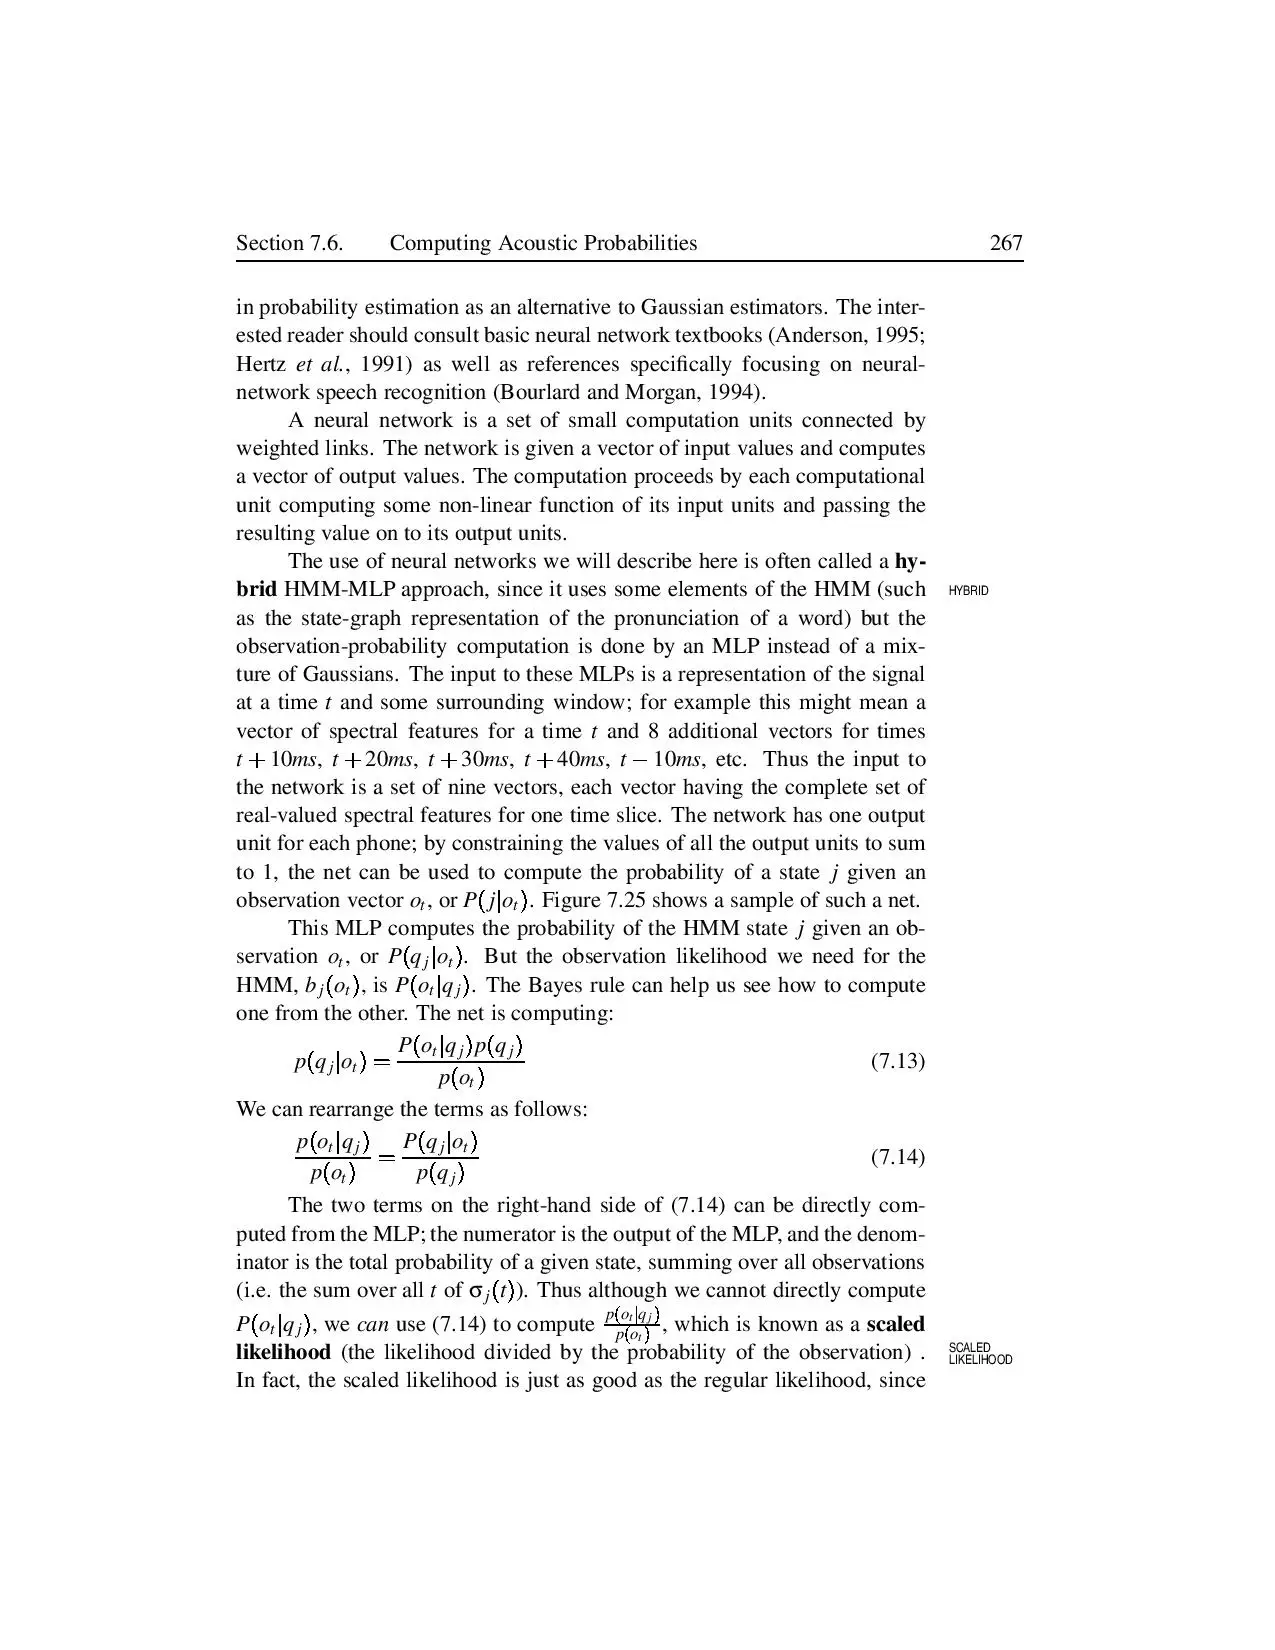 Section 7.6. Computing Acoustic Probabilities 267
in probability estimation as an alternative to Gaussian estimators. The inter-
ested reader should consult basic neural network textbooks (Anderson, 1995;
Hertz et al., 1991) as well as references specifically focusing on neural-
network speech recognition (Bourlard and Morgan, 1994).
A neural network is a set of small computation units connected by
weighted links. The network is given a vector of input values and computes
a vector of output values. The computation proceeds by each computational
unit computing some non-linear function of its input units and passing the
resulting value on to its output units.
The use of neural networks we will describe here is often called a hy-
brid HMM-MLP approach, since it uses some elements of the HMM (such
HYBRID
as the state-graph representation of the pronunciation of a word) but the
observation-probability computation is done by an MLP instead of a mix-
ture of Gaussians. The input to these MLPs is a representation of the signal
at a time t and some surrounding window; for example this might mean a
vector of spectral features for a time t and 8 additional vectors for times
t + 10ms, t + 20ms, t + 30ms, t + 40ms, t − 10ms, etc. Thus the input to
the network is a set of nine vectors, each vector having the complete set of
real-valued spectral features for one time slice. The network has one output
unit for each phone; by constraining the values of all the output units to sum
to 1, the net can be used to compute the probability of a state j given an
observation vector o_t, or P(j|o_t). Figure 7.25 shows a sample of such a net.
This MLP computes the probability of the HMM state j given an ob-
servation o_t, or P(q_j|o_t). But the observation likelihood we need for the
HMM, b_j(o_t), is P(o_t|q_j). The Bayes rule can help us see how to compute
one from the other. The net is computing:
p(q_j|o_t) = P(o_t|q_j)p(q_j) / p(o_t) (7.13)
We can rearrange the terms as follows:
p(o_t|q_j) / p(o_t) = P(q_j|o_t) / p(q_j) (7.14)
The two terms on the right-hand side of (7.14) can be directly com-
puted from the MLP; the numerator is the output of the MLP, and the denom-
inator is the total probability of a given state, summing over all observations
(i.e. the sum over all t of σ_j(t)). Thus although we cannot directly compute
P(o_t|q_j), we can use (7.14) to compute p(o_t|q_j) / p(o_t), which is known as a scaled
likelihood (the likelihood divided by the probability of the observation) .
SCALED
LIKELIHOOD
In fact, the scaled likelihood is just as good as the regular likelihood, since